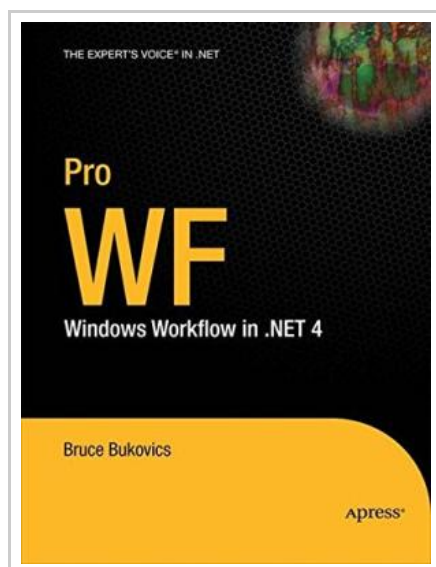 THE EXPERT'S VOICE® IN .NET
Pro
WF
Windows Workflow in .NET 4
Bruce Bukovics
Apress®